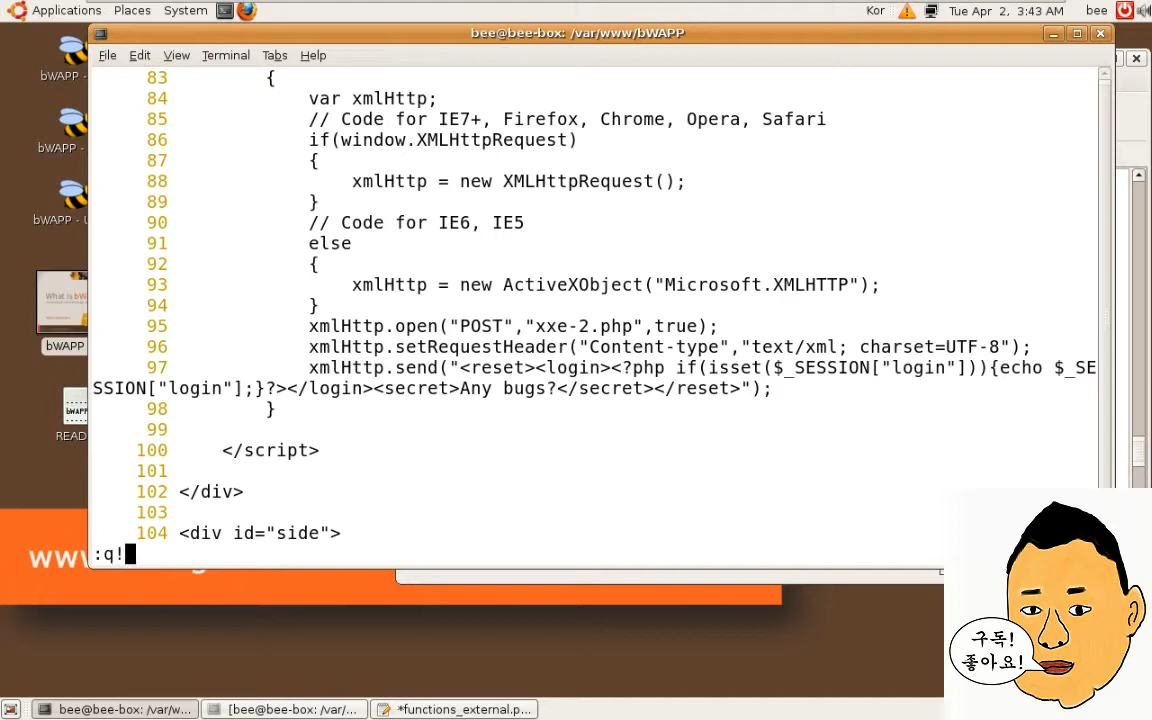 Applications Places System Kor Tue Apr 2, 3:43 AM bee
bee@bee-box: /var/www/bWAPP
File Edit View Terminal Tabs Help
83 {
84 var xmlHttp;
85 // Code for IE7+, Firefox, Chrome, Opera, Safari
86 if(window.XMLHttpRequest)
87 {
88 xmlHttp = new XMLHttpRequest();
89 }
90 // Code for IE6, IE5
91 else
92 {
93 xmlHttp = new ActiveXObject("Microsoft.XMLHTTP");
94 }
95 xmlHttp.open("POST","xxe-2.php",true);
96 xmlHttp.setRequestHeader("Content-type","text/xml; charset=UTF-8");
97 xmlHttp.send("<reset><login><?php if(isset($_SESSION["login"])){echo $_SE
SSION["login"];}?></login><secret>Any bugs?</secret></reset>");
98 }
99
100 </script>
101
102 </div>
103
104 <div id="side">
:q!
bWAPP -
bWAPP -
bWAPP - U
What is bW
bWAPP
bWAPP
READ
www
구독!
좋아요!
bee@bee-box: /var/w...
[bee@bee-box: /var/...
*functions_external.p...